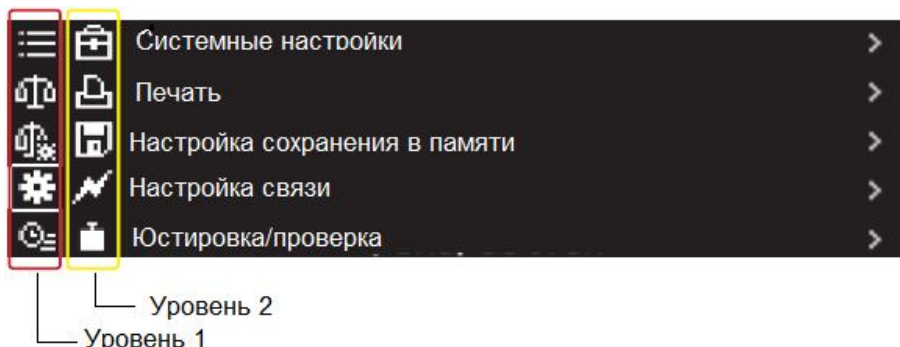 Системные настройки
Печать
Настройка сохранения в памяти
Настройка связи
Юстировка/проверка
Уровень 2
Уровень 1